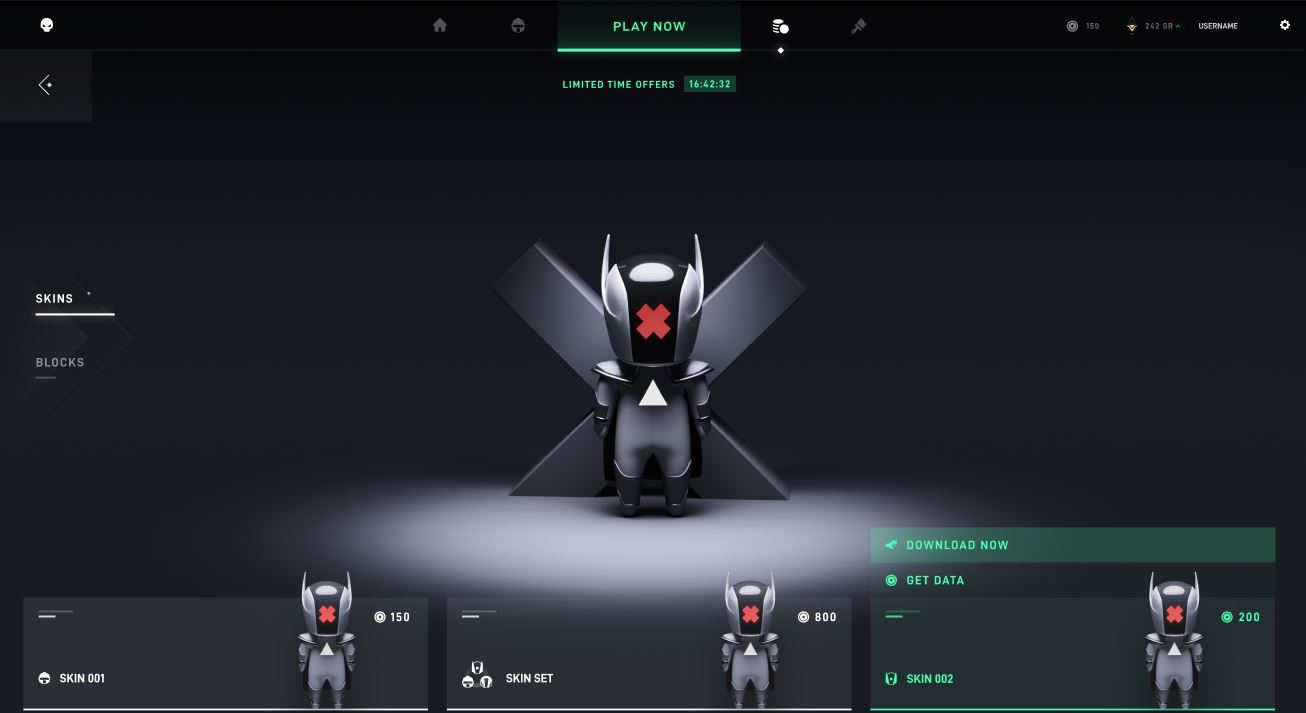 PLAY NOW
150
242 SR
USERNAME
LIMITED TIME OFFERS 16:42:32
SKINS
BLOCKS
DOWNLOAD NOW
GET DATA
150
800
200
SKIN 001
SKIN SET
SKIN 002